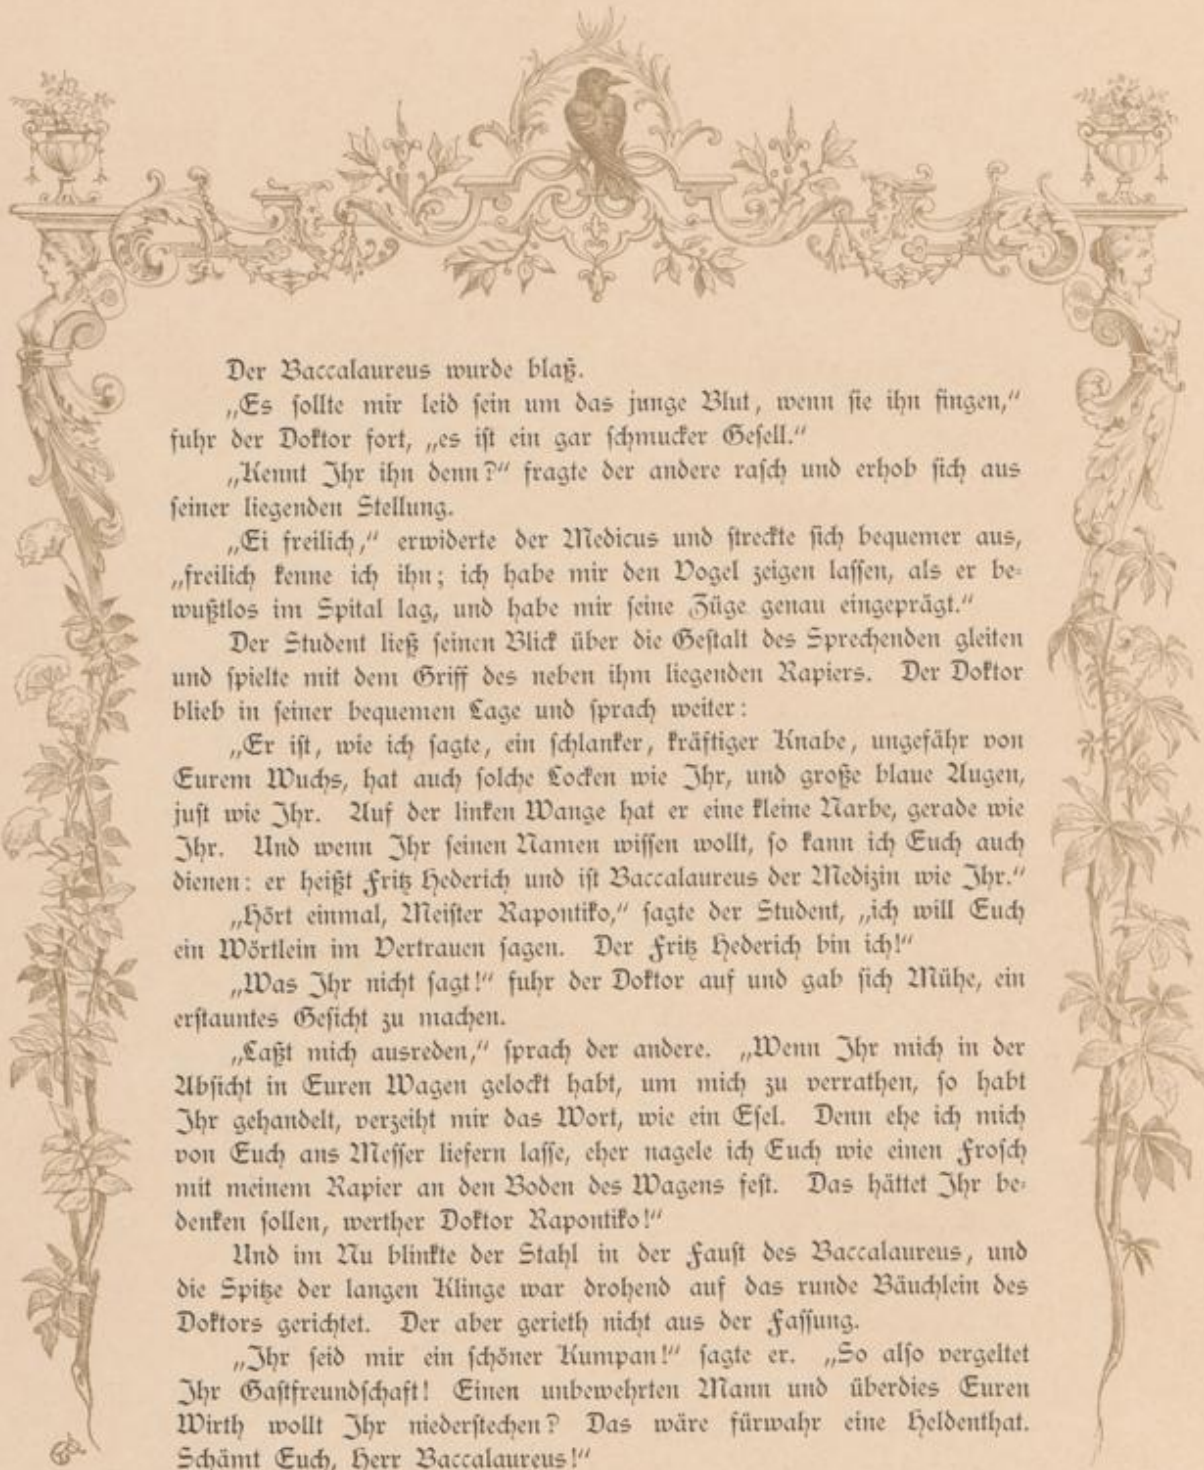 Der Baccalaureus wurde blaß.
„Es sollte mir leid sein um das junge Blut, wenn sie ihn fingen,“
fuhr der Doktor fort, „es ist ein gar schmucker Gesell.“
„Kennt Ihr ihn denn?“ fragte der andere rasch und erhob sich aus
seiner liegenden Stellung.
„Ei freilich,“ erwiderte der Medicus und streckte sich bequemer aus,
„freilich kenne ich ihn; ich habe mir den Vogel zeigen lassen, als er be-
wußtlos im Spital lag, und habe mir seine Züge genau eingeprägt.“
Der Student ließ seinen Blick über die Gestalt des Sprechenden gleiten
und spielte mit dem Griff des neben ihm liegenden Rapiers. Der Doktor
blieb in seiner bequemen Lage und sprach weiter:
„Er ist, wie ich sagte, ein schlanker, kräftiger Knabe, ungefähr von
Eurem Wuchs, hat auch solche Locken wie Ihr, und große blaue Augen,
just wie Ihr. Auf der linken Wange hat er eine kleine Narbe, gerade wie
Ihr. Und wenn Ihr seinen Namen wissen wollt, so kann ich Euch auch
dienen: er heißt Fritz Hederich und ist Baccalaureus der Medizin wie Ihr.“
„Hört einmal, Meister Rapontiko,“ sagte der Student, „ich will Euch
ein Wörtlein im Vertrauen sagen. Der Fritz Hederich bin ich!“
„Was Ihr nicht sagt!“ fuhr der Doktor auf und gab sich Mühe, ein
erstauntes Gesicht zu machen.
„Laßt mich ausreden,“ sprach der andere. „Wenn Ihr mich in der
Absicht in Euren Wagen gelockt habt, um mich zu verrathen, so habt
Ihr gehandelt, verzeiht mir das Wort, wie ein Esel. Denn ehe ich mich
von Euch ans Messer liefern lasse, eher nagele ich Euch wie einen Frosch
mit meinem Rapier an den Boden des Wagens fest. Das hättet Ihr be-
denken sollen, werther Doktor Rapontiko!“
Und im Nu blinkte der Stahl in der Faust des Baccalaureus, und
die Spitze der langen Klinge war drohend auf das runde Bäuchlein des
Doktors gerichtet. Der aber gerieth nicht aus der Fassung.
„Ihr seid mir ein schöner Kumpan!“ sagte er. „So also vergeltet
Ihr Gastfreundschaft! Einen unbewehrten Mann und überdies Euren
Wirth wollt Ihr niederstechen? Das wäre fürwahr eine Heldenthat.
Schämt Euch, Herr Baccalaureus!“